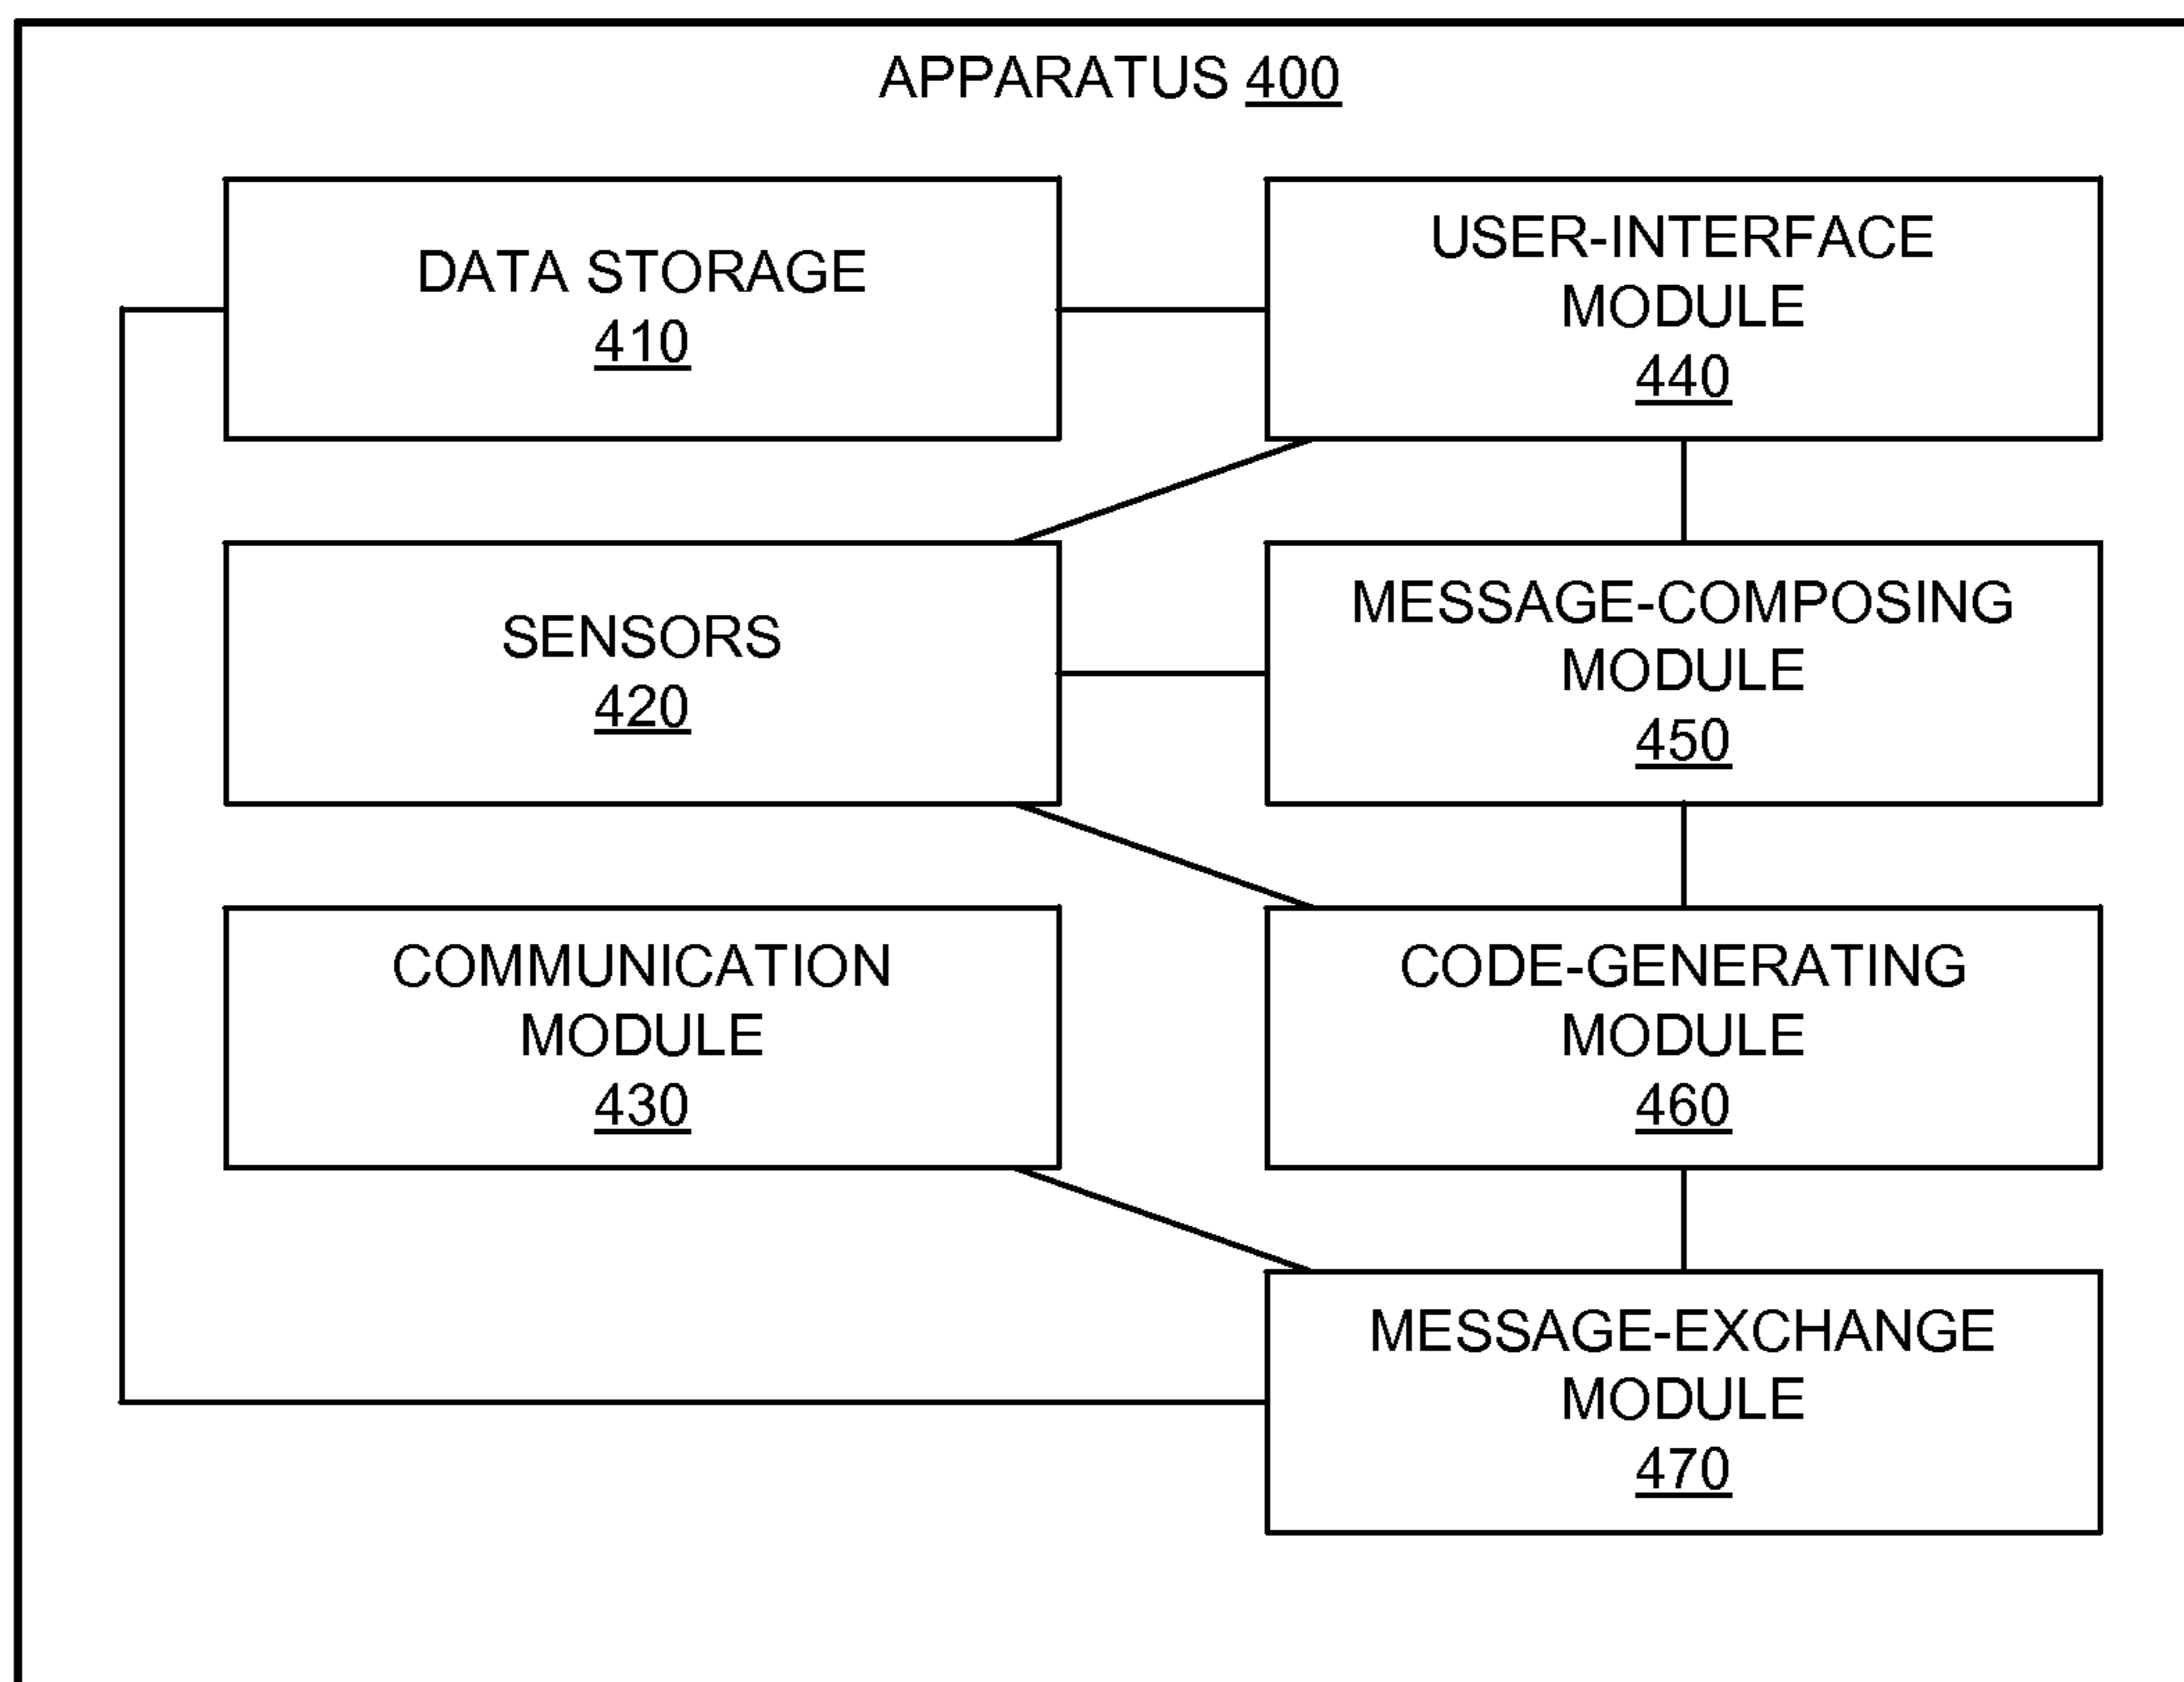 APPARATUS 400
DATA STORAGE
410
USER-INTERFACE
MODULE
440
SENSORS
420
MESSAGE-COMPOSING
MODULE
450
COMMUNICATION
MODULE
430
CODE-GENERATING
MODULE
460
MESSAGE-EXCHANGE
MODULE
470